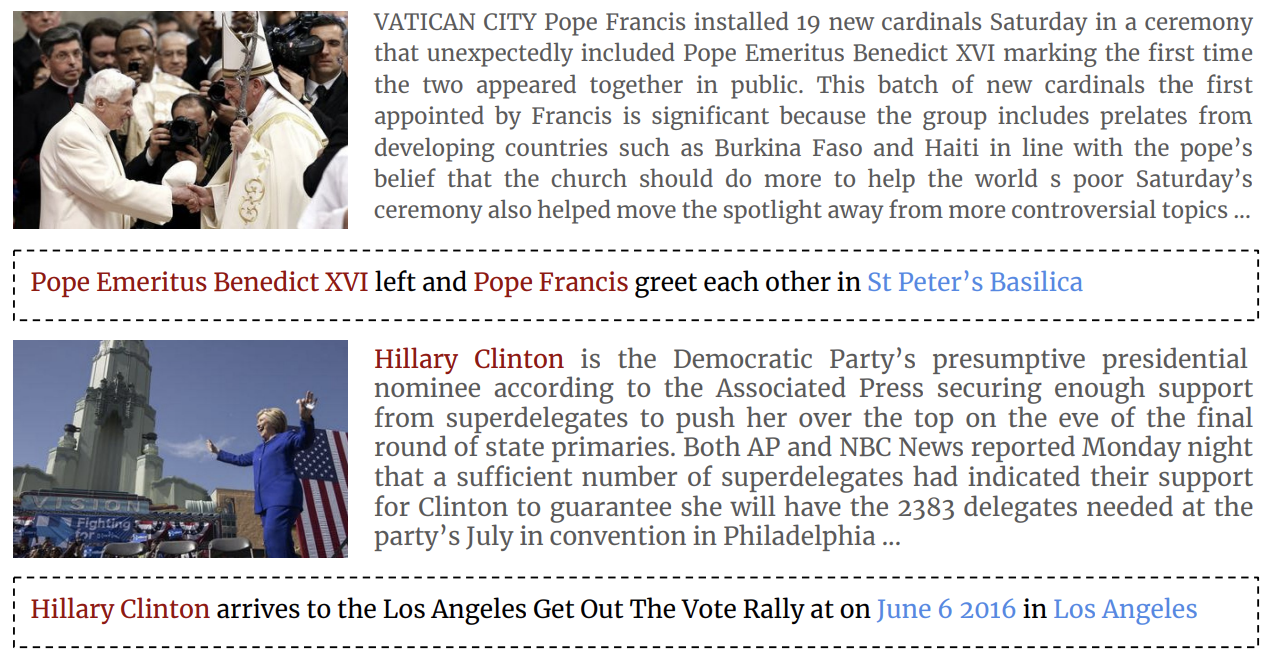 VATICAN CITY Pope Francis installed 19 new cardinals Saturday in a ceremony
that unexpectedly included Pope Emeritus Benedict XVI marking the first time
the two appeared together in public. This batch of new cardinals the first
appointed by Francis is significant because the group includes prelates from
developing countries such as Burkina Faso and Haiti in line with the pope’s
belief that the church should do more to help the world s poor Saturday’s
ceremony also helped move the spotlight away from more controversial topics ...
Pope Emeritus Benedict XVI left and Pope Francis greet each other in St Peter’s Basilica
Hillary Clinton is the Democratic Party’s presumptive presidential
nominee according to the Associated Press securing enough support
from superdelegates to push her over the top on the eve of the final
round of state primaries. Both AP and NBC News reported Monday night
that a sufficient number of superdelegates had indicated their support
for Clinton to guarantee she will have the 2383 delegates needed at the
party’s July in convention in Philadelphia ...
VISION
Fighting
for
Hillary Clinton arrives to the Los Angeles Get Out The Vote Rally at on June 6 2016 in Los Angeles